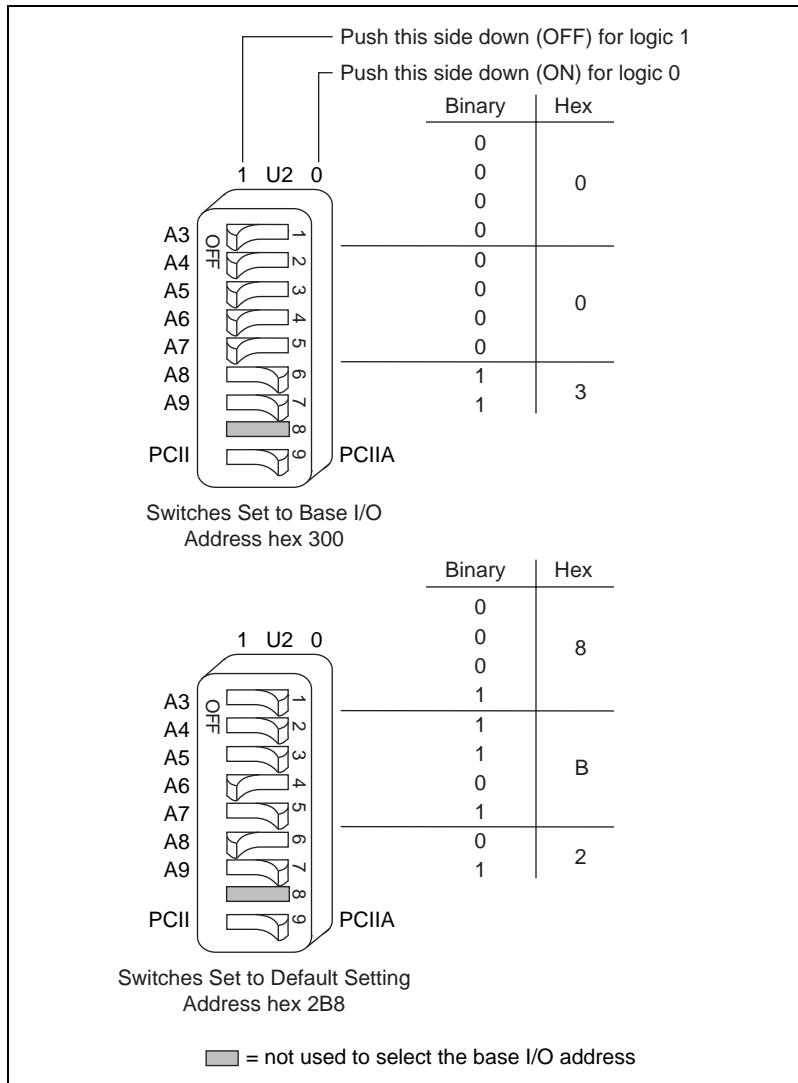 Push this side down (OFF) for logic 1
Push this side down (ON) for logic 0
Binary Hex
0
0
0
0
0
1 U2 0
A3 OFF 1
A4 2
A5 3
A6 4
A7 5
A8 6
A9 7
8
PCII 9 PCIIA
0
0
0
0
0
1
1
3
Switches Set to Base I/O
Address hex 300
Binary Hex
0
0
0
1
8
1
1
0
1
B
0
1
2
1 U2 0
A3 OFF 1
A4 2
A5 3
A6 4
A7 5
A8 6
A9 7
8
PCII 9 PCIIA
Switches Set to Default Setting
Address hex 2B8
= not used to select the base I/O address